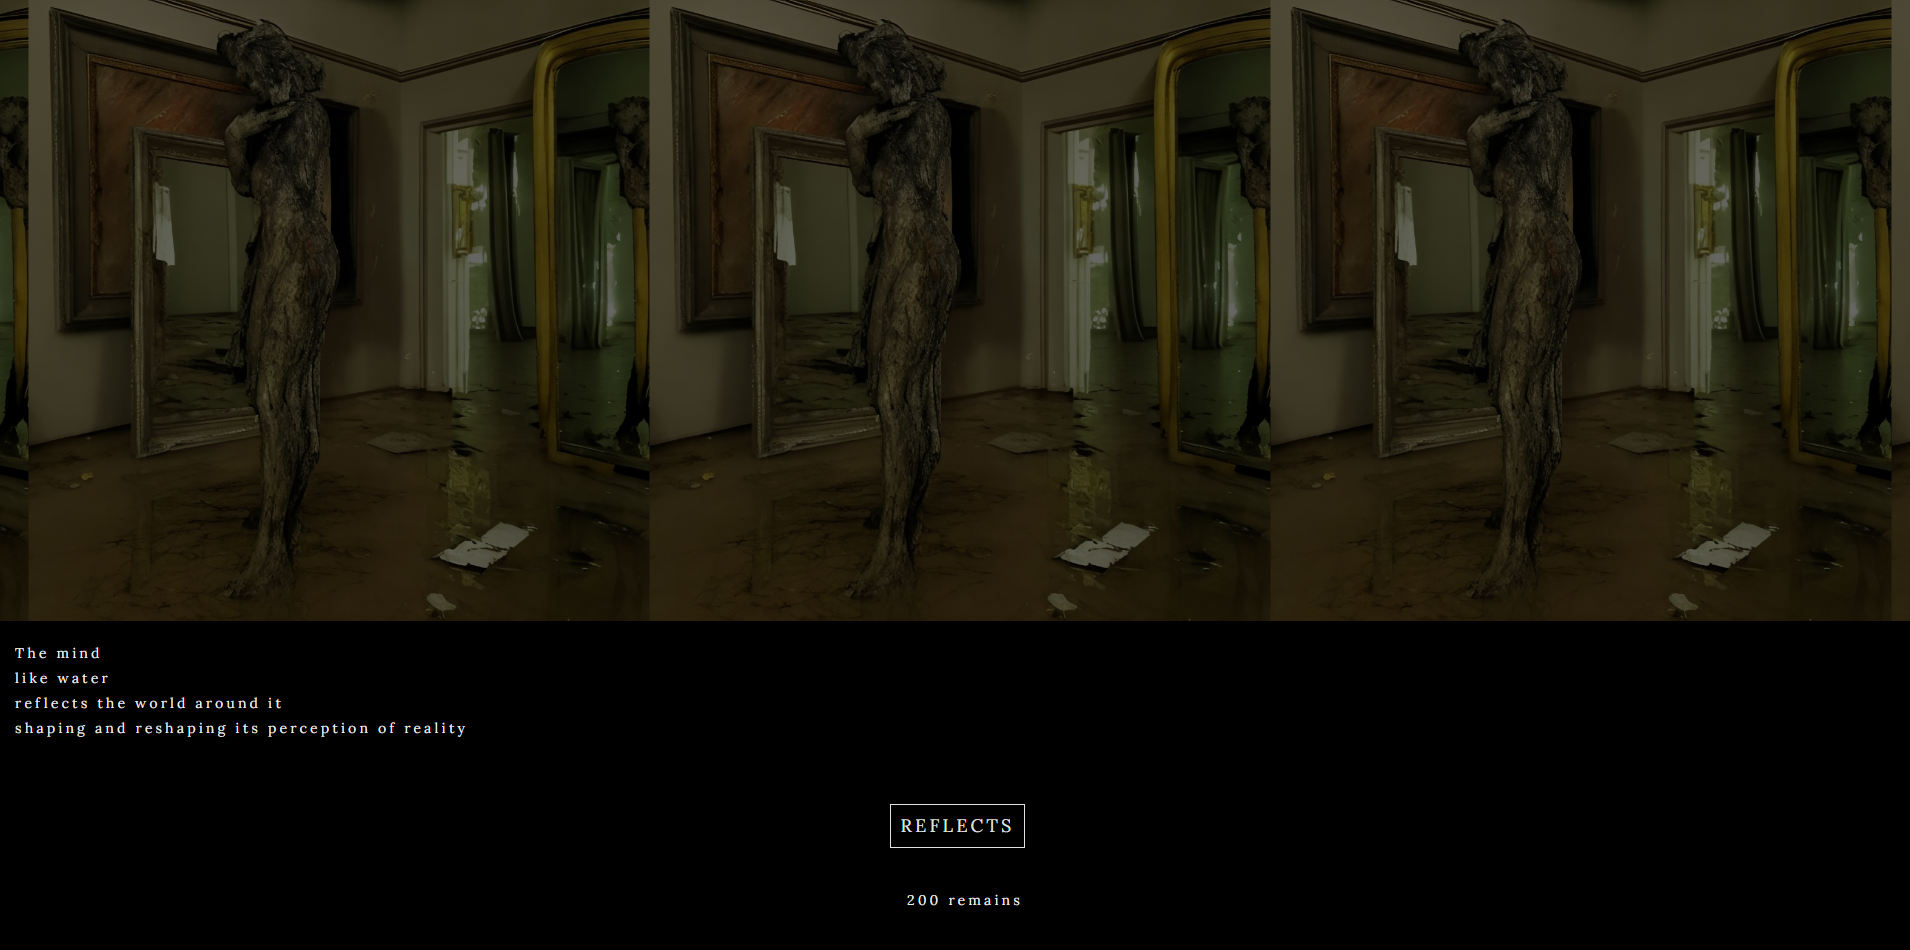 The mind
like water
reflects the world around it
shaping and reshaping its perception of reality
REFLECTS
200 remains